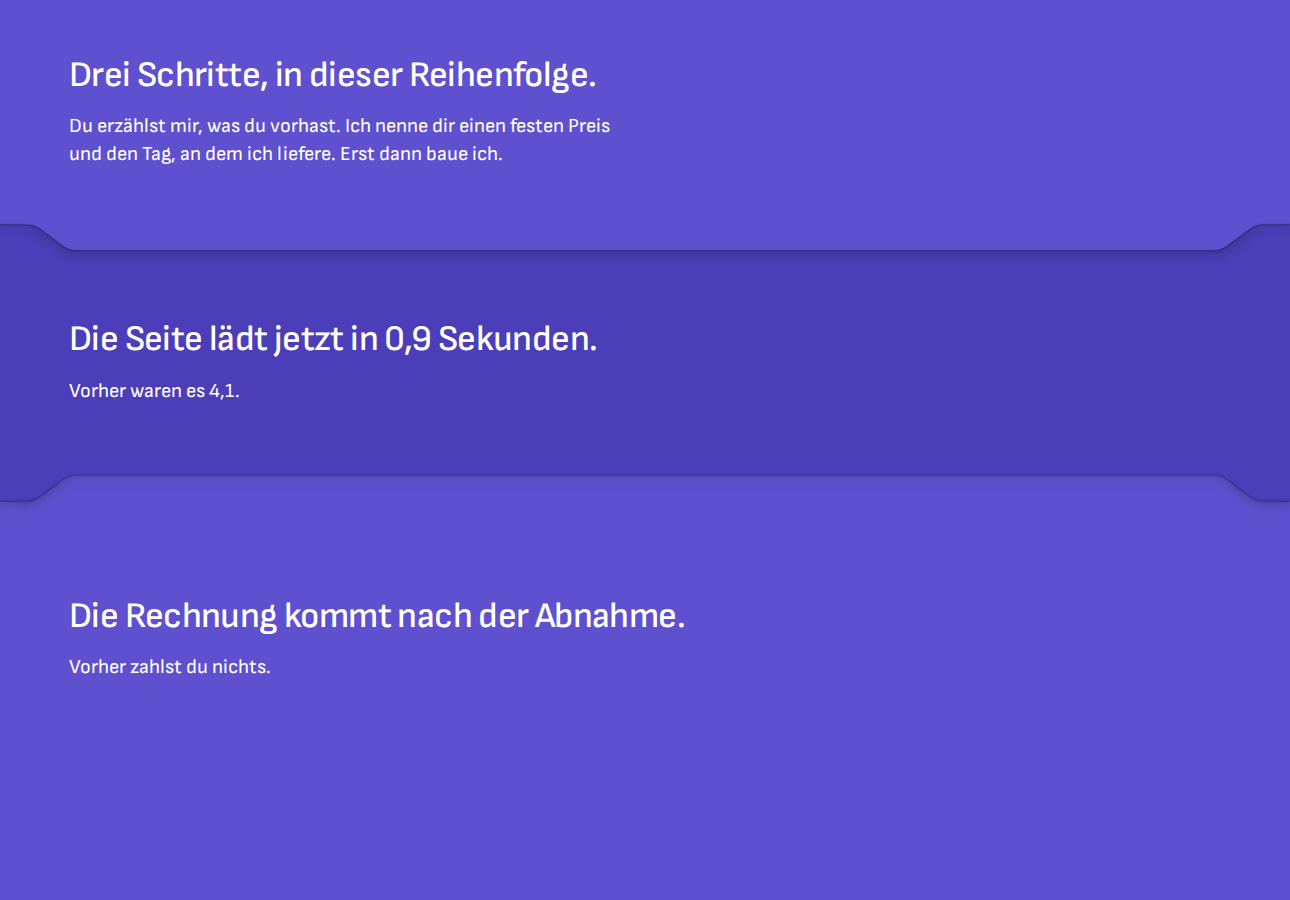 Drei Schritte, in dieser Reihenfolge.
Du erzählst mir, was du vorhast. Ich nenne dir einen festen Preis
und den Tag, an dem ich liefere. Erst dann baue ich.
Die Seite lädt jetzt in 0,9 Sekunden.
Vorher waren es 4,1.
Die Rechnung kommt nach der Abnahme.
Vorher zahlst du nichts.